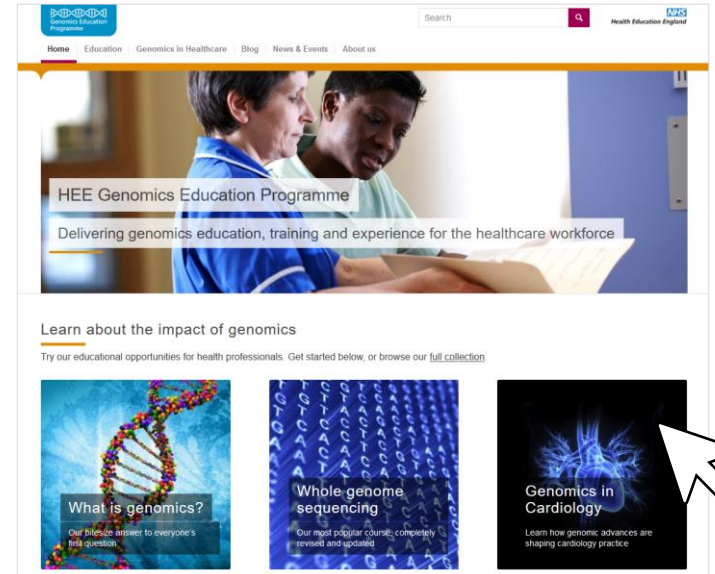 Genomics Education
Programme
Search
NHS
Health Education England
Home
Education
Genomics in Healthcare
Blog
News & Events
About us
HEE Genomics Education Programme
Delivering genomics education, training and experience for the healthcare workforce
Learn about the impact of genomics
Try our educational opportunities for health professionals. Get started below, or browse our full collection.
What is genomics?
Our bitesize answer to everyone's
first question
Whole genome
sequencing
Our most popular course, completely
revised and updated
Genomics in
Cardiology
Learn how genomic advances are
shaping cardiology practice